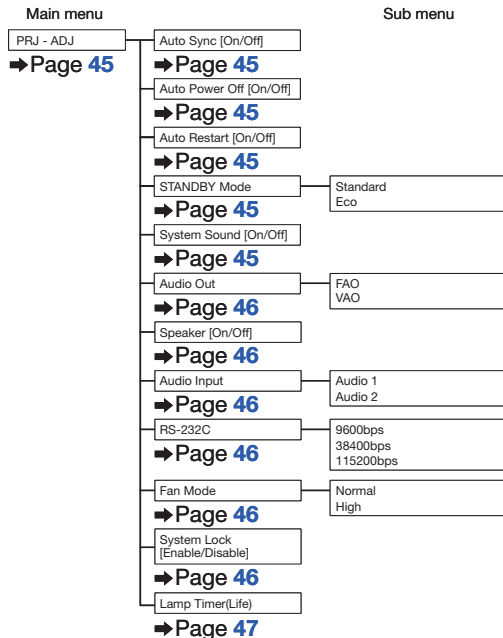 Main menu
Sub menu
PRJ - ADJ
➡Page 45
Auto Sync [On/Off]
➡Page 45
Auto Power Off [On/Off]
➡Page 45
Auto Restart [On/Off]
➡Page 45
STANDBY Mode
➡Page 45
Standard
Eco
System Sound [On/Off]
➡Page 45
Audio Out
➡Page 46
FAO
VAO
Speaker [On/Off]
➡Page 46
Audio Input
➡Page 46
Audio 1
Audio 2
RS-232C
➡Page 46
9600bps
38400bps
115200bps
Fan Mode
➡Page 46
Normal
High
System Lock
[Enable/Disable]
➡Page 46
Lamp Timer(Life)
➡Page 47